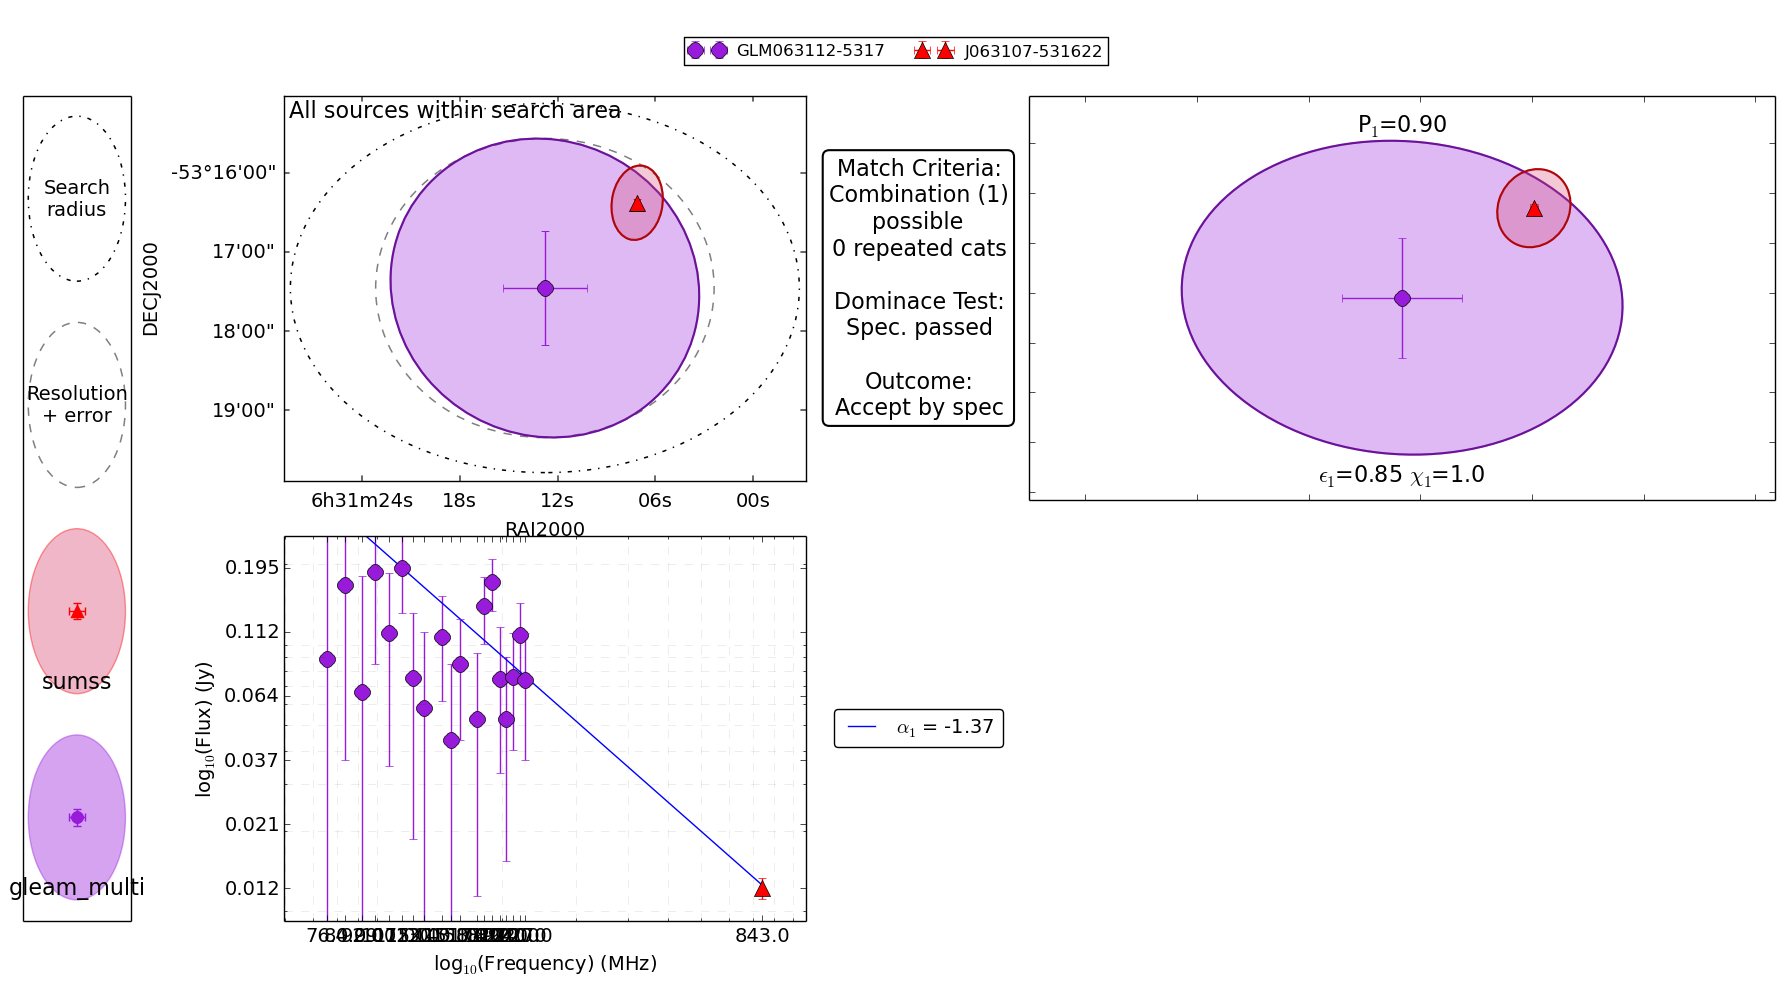 GLM063112-5317 J063107-531622
Search
radius
Resolution
+ error
sumss
gleam_multi
All sources within search area
DECJ2000
-53°16'00"
17'00"
18'00"
19'00"
6h31m24s 18s 12s 06s 00s
RAJ2000
Match Criteria:
Combination (1)
possible
0 repeated cats
Dominace Test:
Spec. passed
Outcome:
Accept by spec
P₁=0.90
ϵ₁=0.85 χ₁=1.0
log₁₀(Flux) (Jy)
0.195
0.112
0.064
0.037
0.021
0.012
843.0
log₁₀(Frequency) (MHz)
α₁ = -1.37